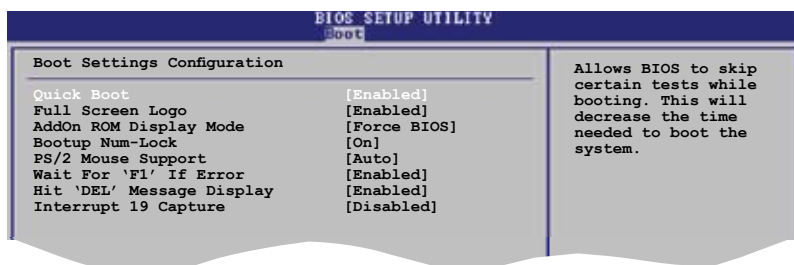 BIOS SETUP UTILITY
Boot
Boot Settings Configuration
Quick Boot [Enabled]
Full Screen Logo [Enabled]
AddOn ROM Display Mode [Force BIOS]
Bootup Num-Lock [On]
PS/2 Mouse Support [Auto]
Wait For ‘F1’ If Error [Enabled]
Hit ‘DEL’ Message Display [Enabled]
Interrupt 19 Capture [Disabled]
Allows BIOS to skip
certain tests while
booting. This will
decrease the time
needed to boot the
system.